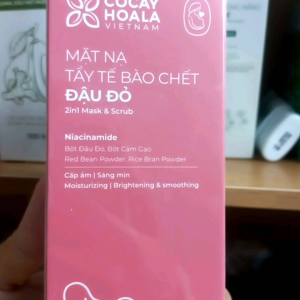 COCAY
HOALA
VIETNAM
MẶT NẠ
TẨY TẾ BÀO CHẾT
ĐẬU ĐỎ
2in1 Mask & Scrub
Niacinamide
Bột Đậu Đỏ, Bột Cám Gạo
Red Bean Powder, Rice Bran Powder
Cấp ẩm | Sáng mịn
Moisturizing | Brightening & smoothing